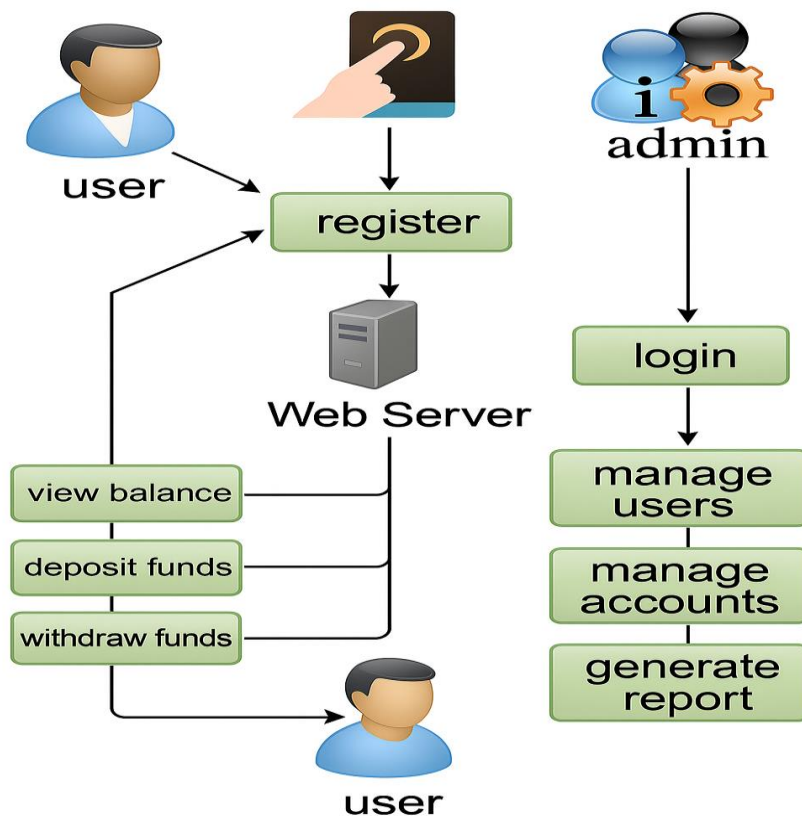 user
register
Web Server
view balance
deposit funds
withdraw funds
user
i
admin
login
manage
users
manage
accounts
generate
report